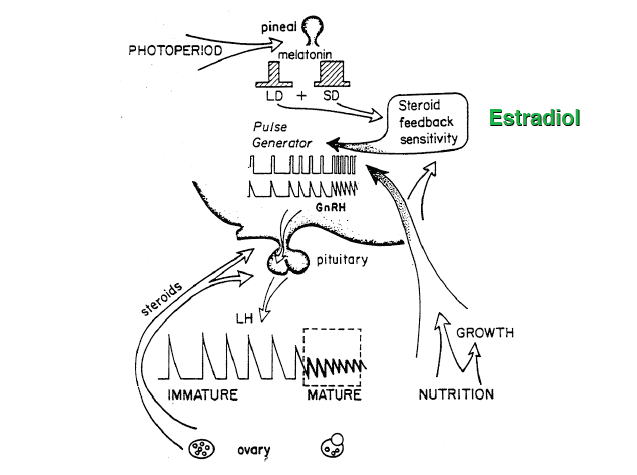 pineal
PHOTOPERIOD
melatonin
LD + SD
Steroid
feedback
sensitivity
Estradiol
Pulse
Generator
GnRH
pituitary
steroids
LH
GROWTH
IMMATURE
MATURE
NUTRITION
ovary